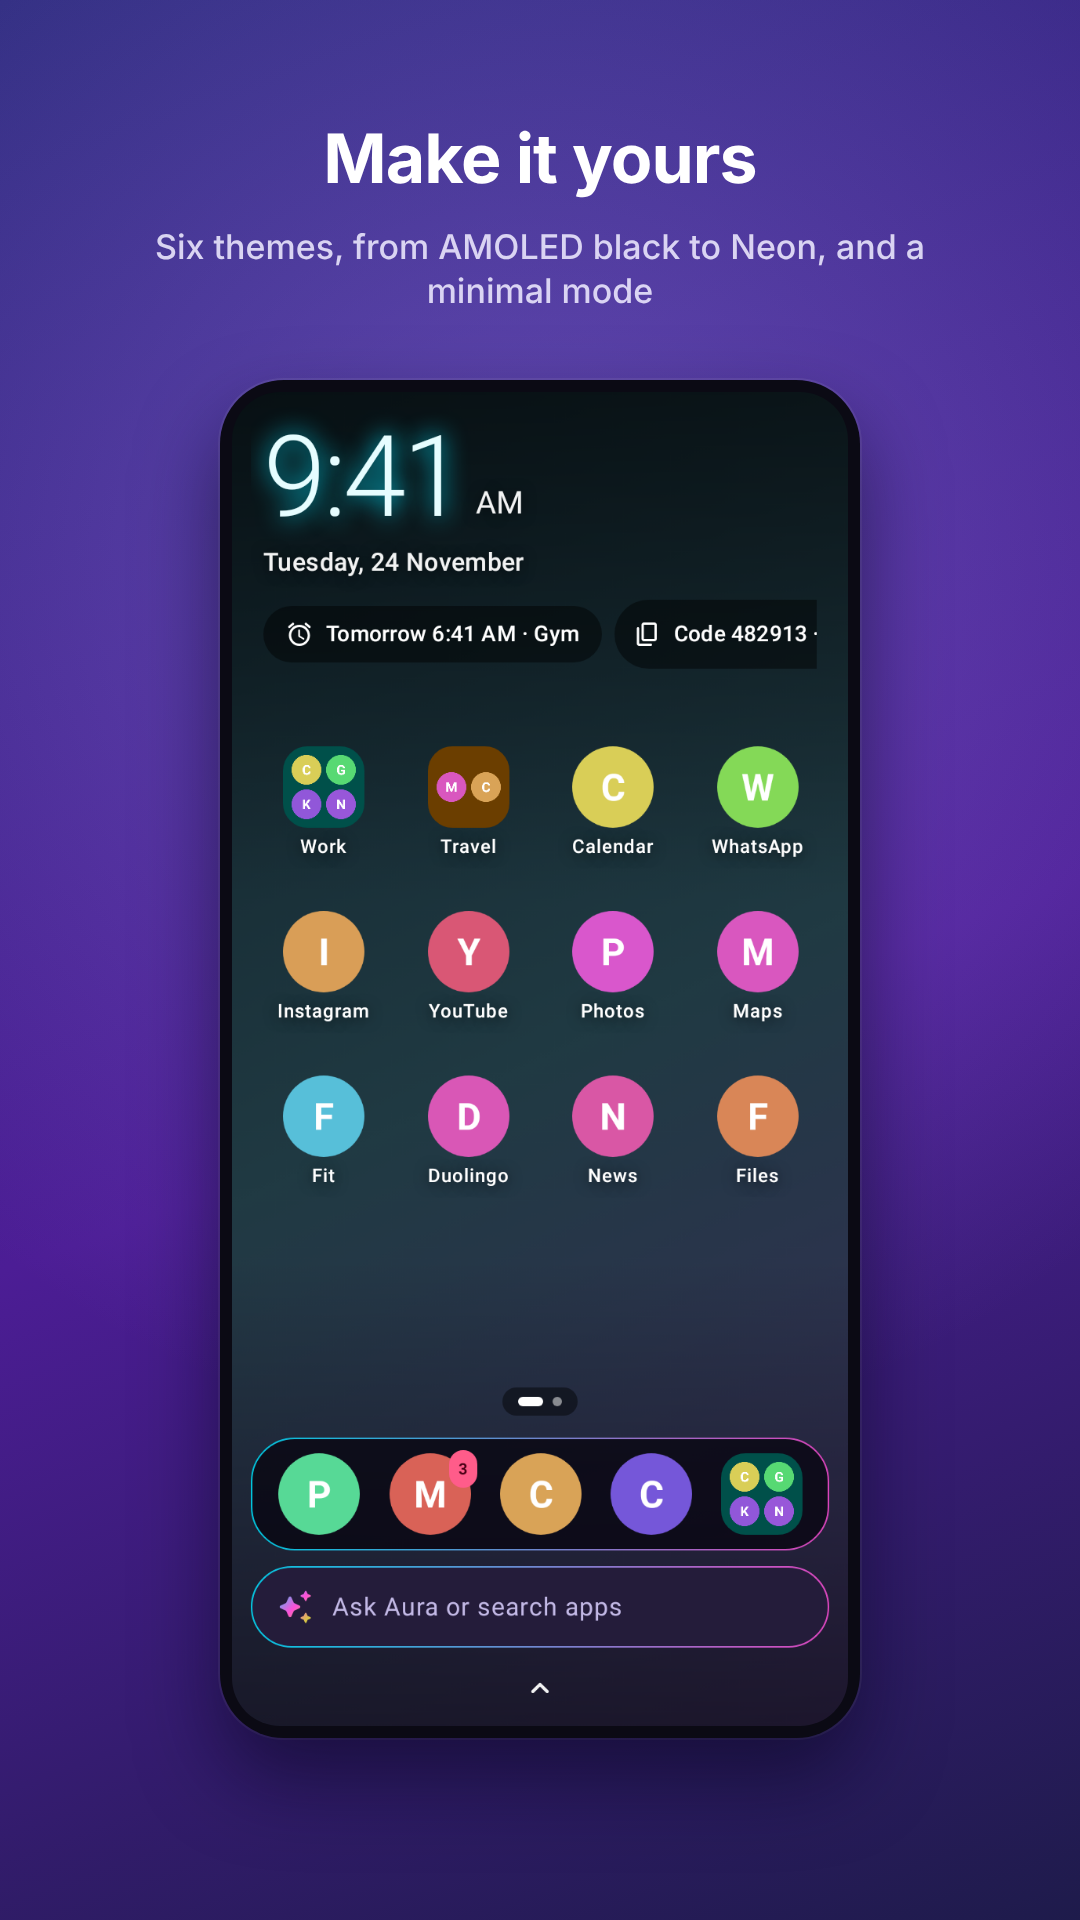 Make it yours
Six themes, from AMOLED black to Neon, and a
minimal mode
9:41 AM
Tuesday, 24 November
Tomorrow 6:41 AM · Gym
Code 482913 ·
C G
K N
M C
C
W
Work
Travel
Calendar
WhatsApp
I
Y
P
M
Instagram
YouTube
Photos
Maps
F
D
N
F
Fit
Duolingo
News
Files
P
M
3
C
C
C G
K N
Ask Aura or search apps